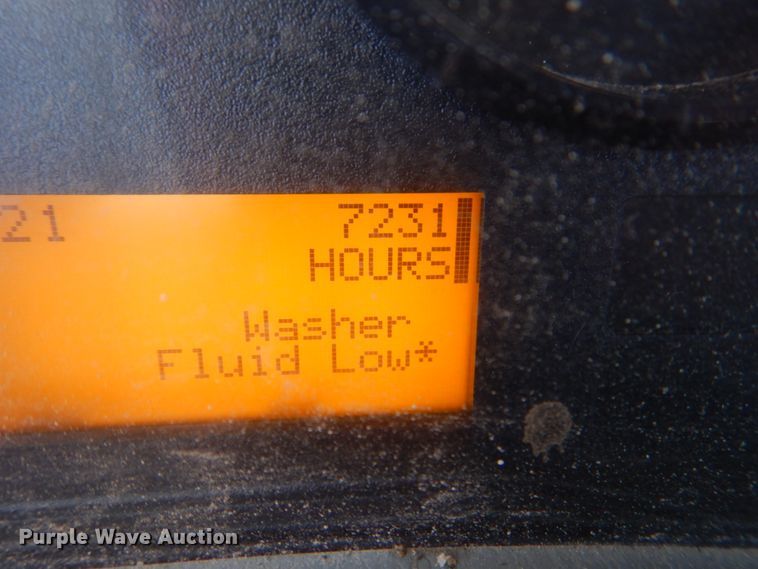 21 7231
HOURS
Washer
Fluid Low*
Purple Wave Auction